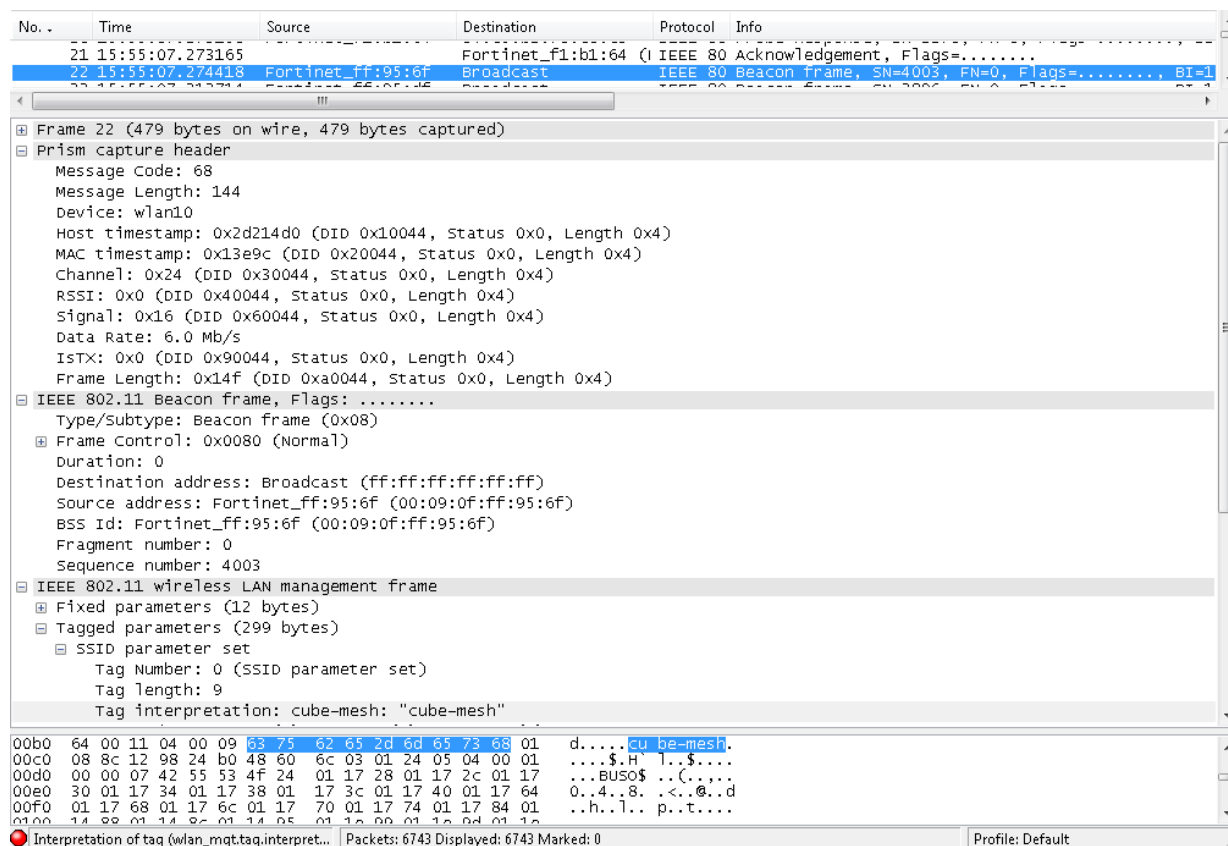 No. . Time Source Destination Protocol Info
21 15:55:07.273165 Fortinet_f1:b1:64 ( IEEE 80 Acknowledgement, Flags=........
22 15:55:07.274418 Fortinet_ff:95:6f Broadcast IEEE 80 Beacon frame, SN=4003, FN=0, Flags=........, BI=1
Frame 22 (479 bytes on wire, 479 bytes captured)
Prism capture header
Message Code: 68
Message Length: 144
Device: wlan10
Host timestamp: 0x2d214d0 (DID 0x10044, Status 0x0, Length 0x4)
MAC timestamp: 0x13e9c (DID 0x20044, Status 0x0, Length 0x4)
Channel: 0x24 (DID 0x30044, Status 0x0, Length 0x4)
RSSI: 0x0 (DID 0x40044, Status 0x0, Length 0x4)
Signal: 0x16 (DID 0x60044, Status 0x0, Length 0x4)
Data Rate: 6.0 Mb/s
IsTX: 0x0 (DID 0x90044, Status 0x0, Length 0x4)
Frame Length: 0x14f (DID 0xa0044, Status 0x0, Length 0x4)
IEEE 802.11 Beacon frame, Flags: ........
Type/Subtype: Beacon frame (0x08)
Frame Control: 0x0080 (Normal)
Duration: 0
Destination address: Broadcast (ff:ff:ff:ff:ff:ff)
Source address: Fortinet_ff:95:6f (00:09:0f:ff:95:6f)
BSS Id: Fortinet_ff:95:6f (00:09:0f:ff:95:6f)
Fragment number: 0
Sequence number: 4003
IEEE 802.11 wireless LAN management frame
Fixed parameters (12 bytes)
Tagged parameters (299 bytes)
SSID parameter set
Tag Number: 0 (SSID parameter set)
Tag length: 9
Tag interpretation: cube-mesh: "cube-mesh"
00b0 64 00 11 04 00 09 63 75 62 65 2d 6d 65 73 68 01 d.....cu be-mesh.
00c0 08 8c 12 98 24 b0 48 60 6c 03 01 24 05 04 00 01 ....$.H` l..$....
00d0 00 00 07 42 55 53 4f 24 01 17 28 01 17 2c 01 17 ...BUSO$ ..(..,..
00e0 30 01 17 34 01 17 38 01 17 3c 01 17 40 01 17 64 0..4..8. .<..@..d
00f0 01 17 68 01 17 6c 01 17 70 01 17 74 01 17 84 01 ..h..l.. p..t....
Interpretation of tag (wlan_mgt.tag.interpret... Packets: 6743 Displayed: 6743 Marked: 0 Profile: Default